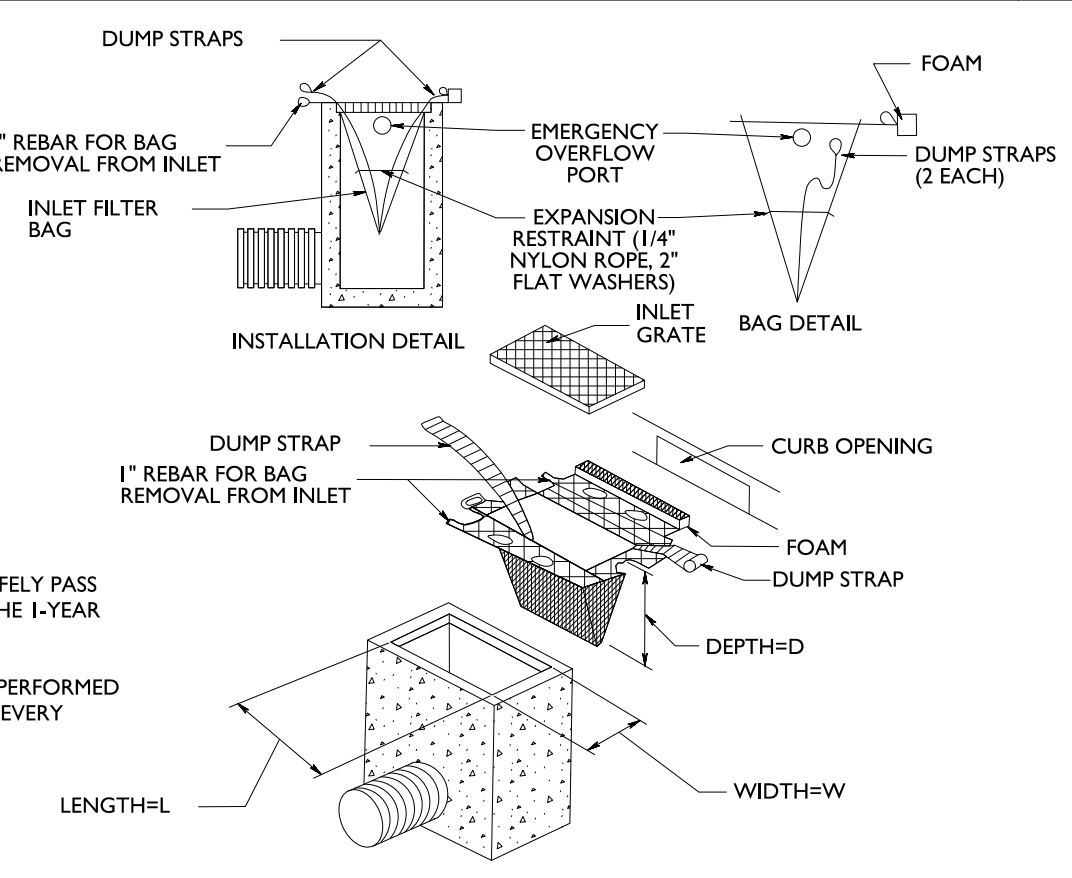 DUMP STRAPS
FOAM
" REBAR FOR BAG
REMOVAL FROM INLET
EMERGENCY
OVERFLOW
PORT
DUMP STRAPS
(2 EACH)
INLET FILTER
BAG
EXPANSION
RESTRAINT (1/4"
NYLON ROPE, 2"
FLAT WASHERS)
INSTALLATION DETAIL
BAG DETAIL
INLET
GRATE
DUMP STRAP
CURB OPENING
1" REBAR FOR BAG
REMOVAL FROM INLET
FOAM
DUMP STRAP
FELY PASS
HE 1-YEAR
DEPTH=D
PERFORMED
EVERY
LENGTH=L
WIDTH=W